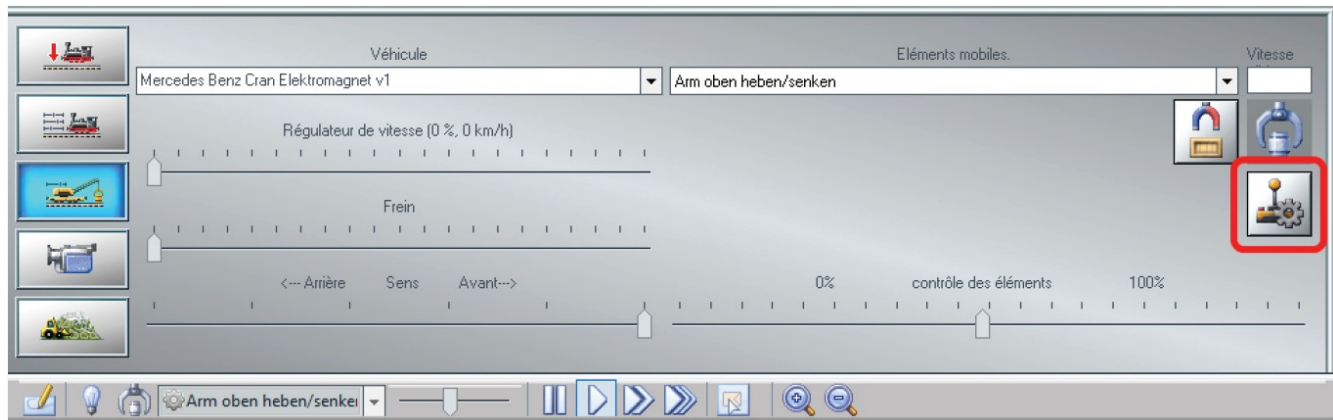 Véhicule
Eléments mobiles.
Vitesse
Mercedes Benz Cran Elektromagnet v1
Arm oben heben/senken
Régulateur de vitesse (0 %, 0 km/h)
Frein
<--- Arrière Sens Avant--->
0% contrôle des éléments 100%
Arm oben heben/senke